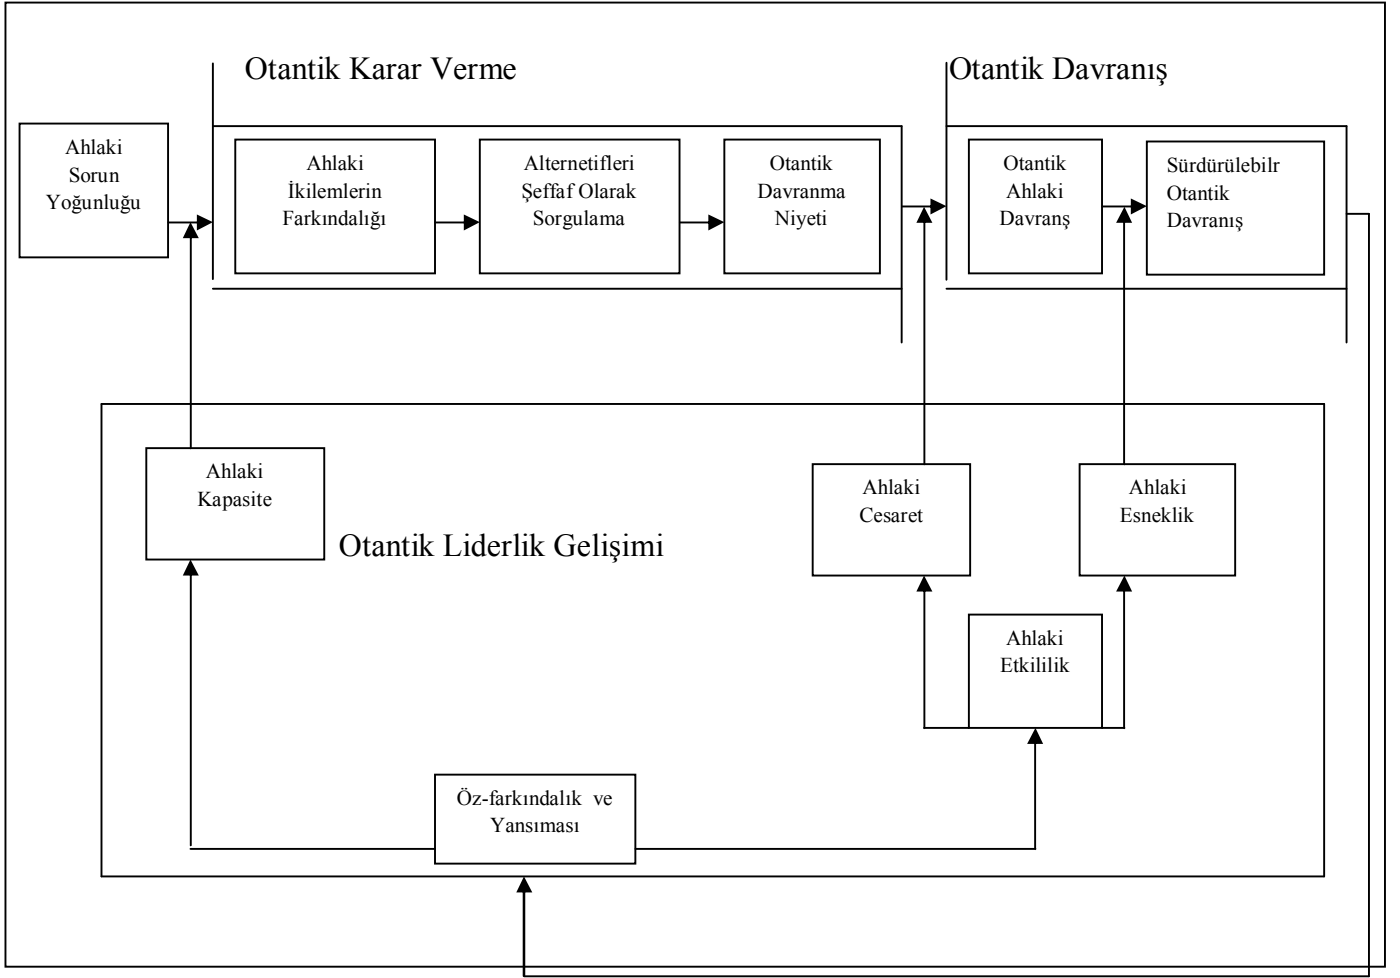 Otantik Karar Verme
Otantik Davranış
Ahlaki
Sorun
Yoğunluğu
Ahlaki
İkilemlerin
Farkındalığı
Alternetifleri
Şeffaf Olarak
Sorgulama
Otantik
Davranma
Niyeti
Otantik
Ahlaki
Davranş
Sürdürülebilr
Otantik
Davranış
Ahlaki
Kapasite
Otantik Liderlik Gelişimi
Ahlaki
Cesaret
Ahlaki
Esneklik
Ahlaki
Etkililik
Öz-farkındalık ve
Yansıması